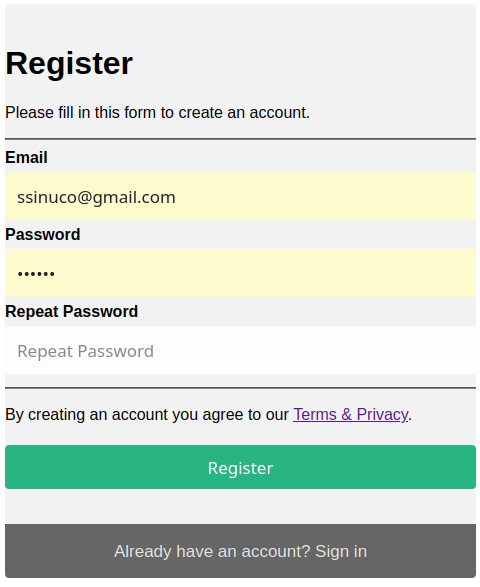 Register
Please fill in this form to create an account.
Email
ssinuco@gmail.com
Password
••••••
Repeat Password
Repeat Password
By creating an account you agree to our Terms & Privacy.
Register
Already have an account? Sign in